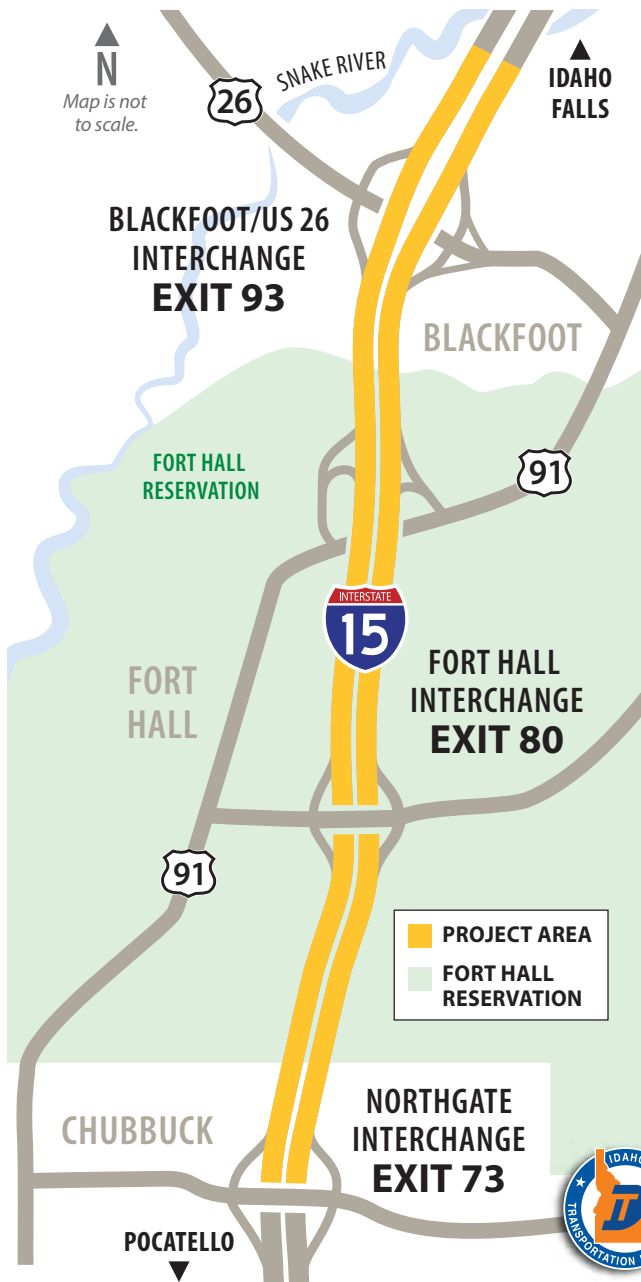 N
Map is not
to scale.
26
SNAKE RIVER
IDAHO
FALLS
BLACKFOOT/US 26
INTERCHANGE
EXIT 93
BLACKFOOT
FORT HALL
RESERVATION
91
INTERSTATE
15
FORT
HALL
FORT HALL
INTERCHANGE
EXIT 80
91
PROJECT AREA
FORT HALL
RESERVATION
CHUBBUCK
NORTHGATE
INTERCHANGE
EXIT 73
POCATELLO
IDAHO
TRANSPORTATION